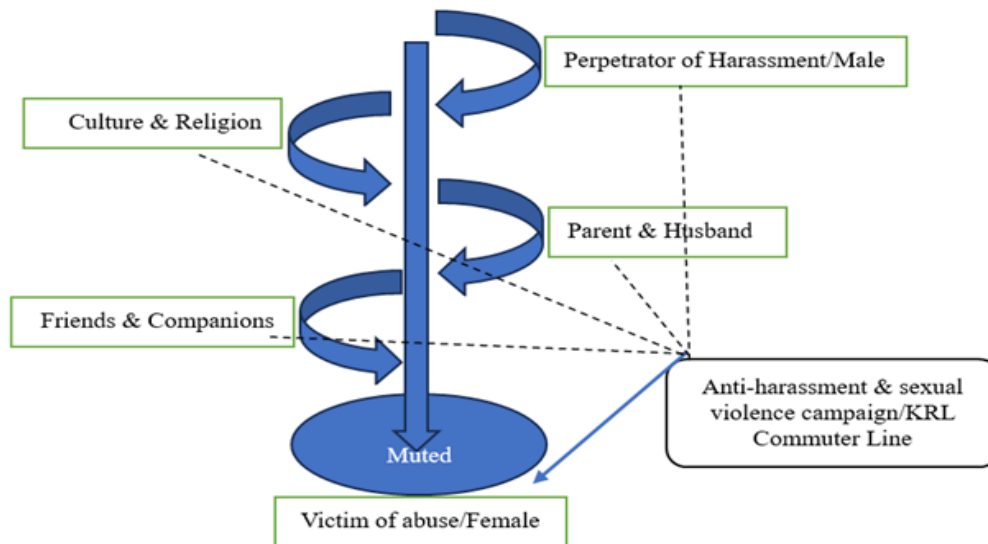 Perpetrator of Harassment/Male
Culture & Religion
Parent & Husband
Friends & Companions
Anti-harassment & sexual
violence campaign/KRL
Commuter Line
Muted
Victim of abuse/Female